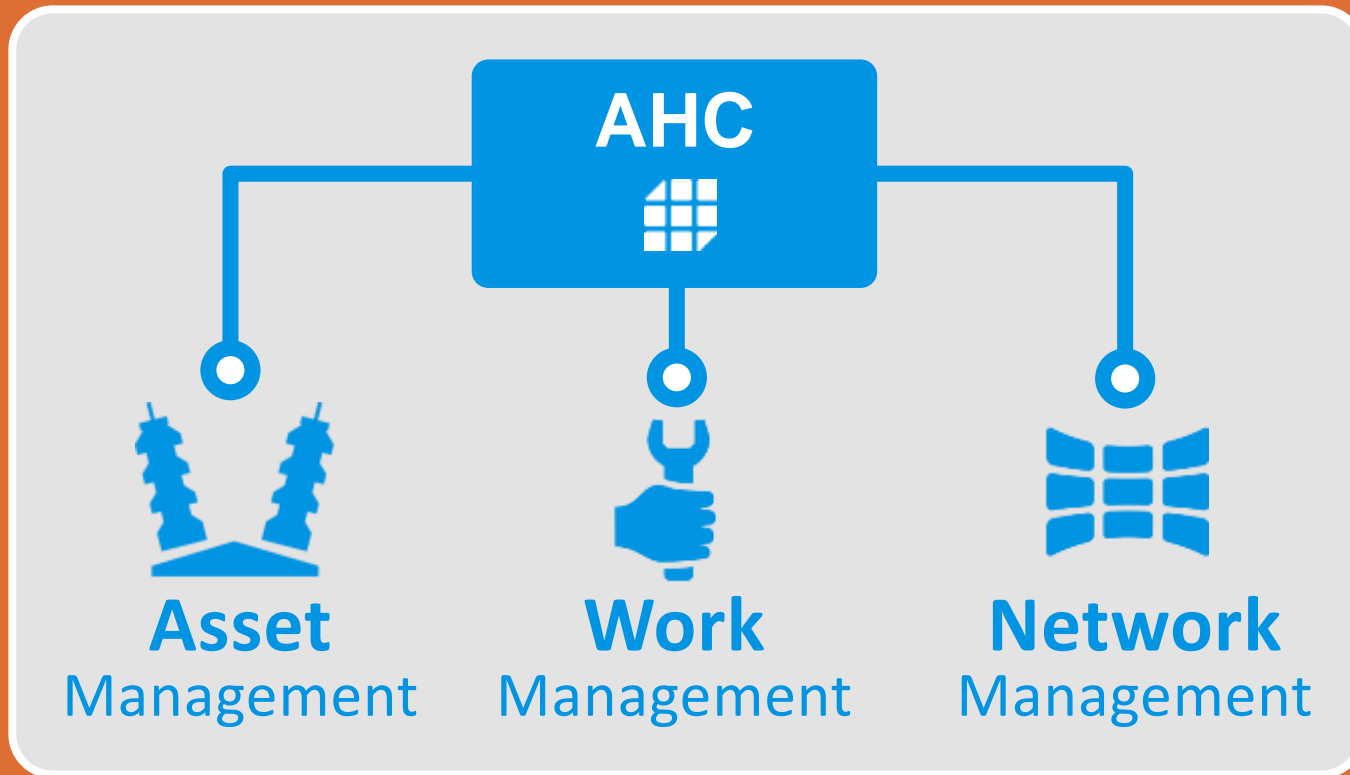 AHC
Asset
Management
Work
Management
Network
Management